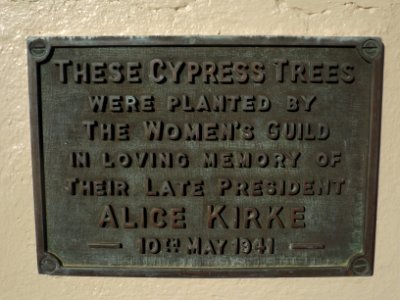 These Cypress Trees
were planted by
The Women's Guild
in loving memory of
their Late President
Alice Kirke
— 10th May 1941 —